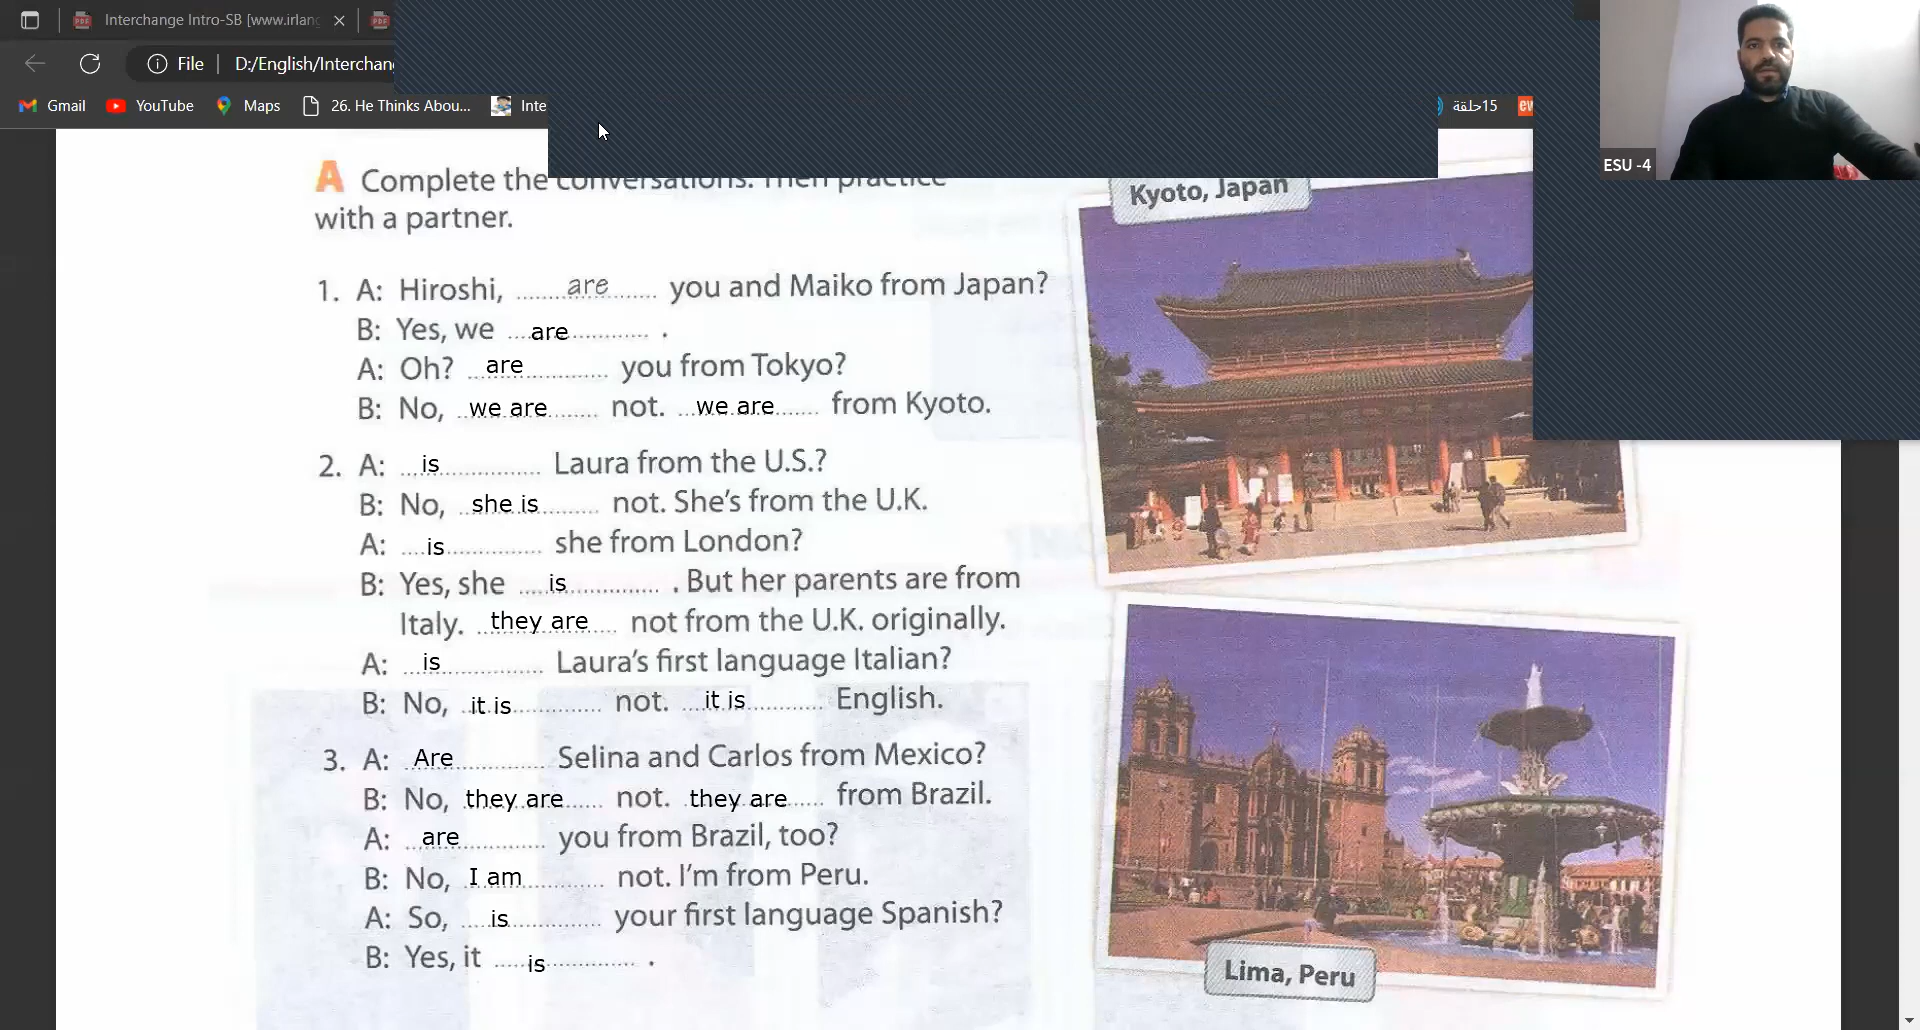 Interchange Intro-SB [www.irlan
File D:/English/Interchan
Gmail YouTube Maps 26. He Thinks Abou... Inte 15حلقة
ESU -4
A Complete the conversations. Then practice
with a partner.
1. A: Hiroshi, are you and Maiko from Japan?
B: Yes, we are .
A: Oh? are you from Tokyo?
B: No, we are not. we are from Kyoto.
2. A: is Laura from the U.S.?
B: No, she is not. She's from the U.K.
A: is she from London?
B: Yes, she is . But her parents are from
Italy. they are not from the U.K. originally.
A: is Laura's first language Italian?
B: No, it is not. it is English.
3. A: Are Selina and Carlos from Mexico?
B: No, they are not. they are from Brazil.
A: are you from Brazil, too?
B: No, I am not. I'm from Peru.
A: So, is your first language Spanish?
B: Yes, it is .
Kyoto, Japan
Lima, Peru